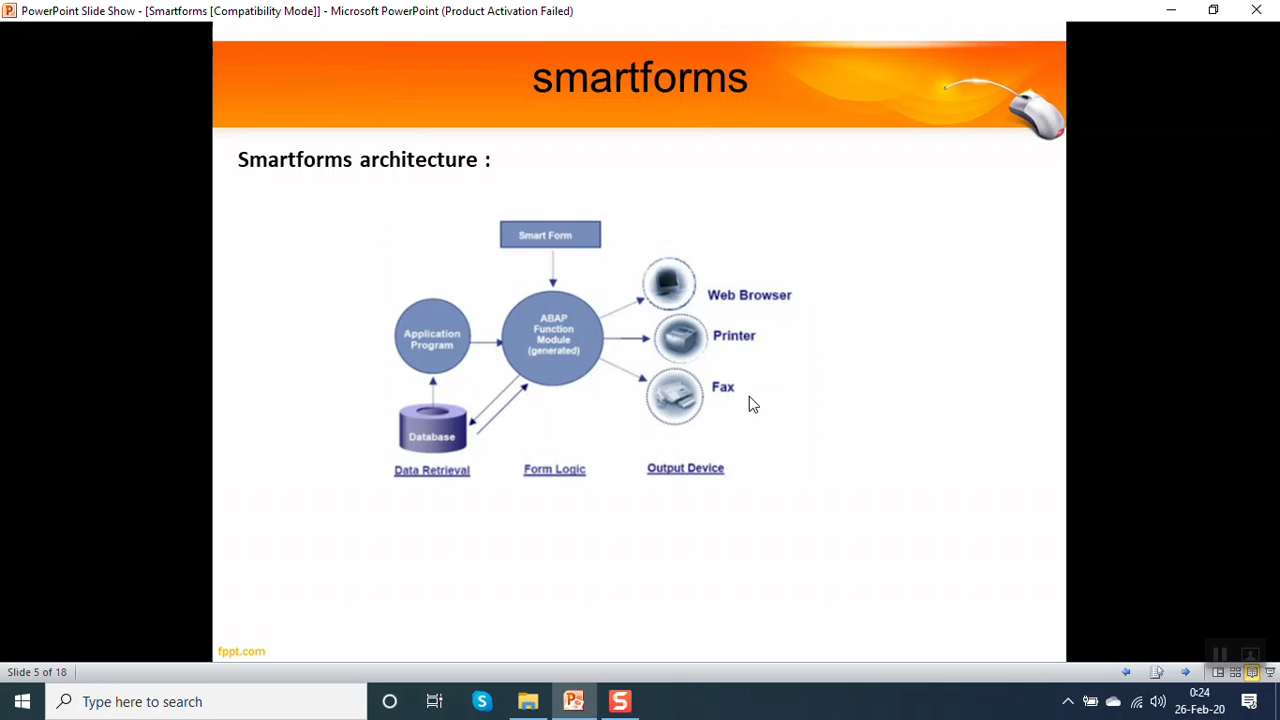 PowerPoint Slide Show - [Smartforms [Compatibility Mode]] - Microsoft PowerPoint (Product Activation Failed)
smartforms
Smartforms architecture :
Smart Form
Web Browser
ABAP
Function
Module
(generated)
Application
Program
Printer
Fax
Database
Data Retrieval
Form Logic
Output Device
fppt.com
Slide 5 of 18
Type here to search
0:24
26-Feb-20